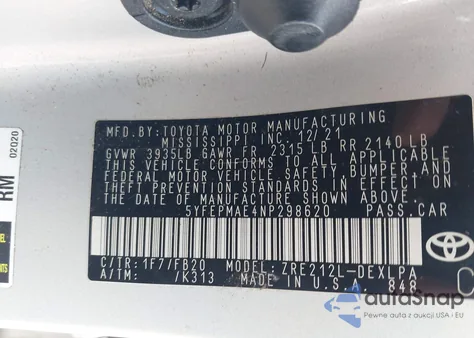 MFD.BY: TOYOTA MOTOR MANUFACTURING
MISSISSIPPI INC. 12/21
GVWR 3935LB GAWR FR 2315 LB RR 2140 LB
THIS VEHICLE CONFORMS TO ALL APPLICABLE
FEDERAL MOTOR VEHICLE SAFETY, BUMPER, AND
THEFT PREVENTION STANDARDS IN EFFECT ON
THE DATE OF MANUFACTURE SHOWN ABOVE.
5YFEPMAE4NP298620 PASS.CAR
C/TR: 1F7/FB20 MODEL: ZRE212L-DEXLPA
A/TM: /K313 MADE IN U.S.A. 848
TOYOTA
C
RM
02020
autoSnap
Pewne auta z aukcji USA i EU